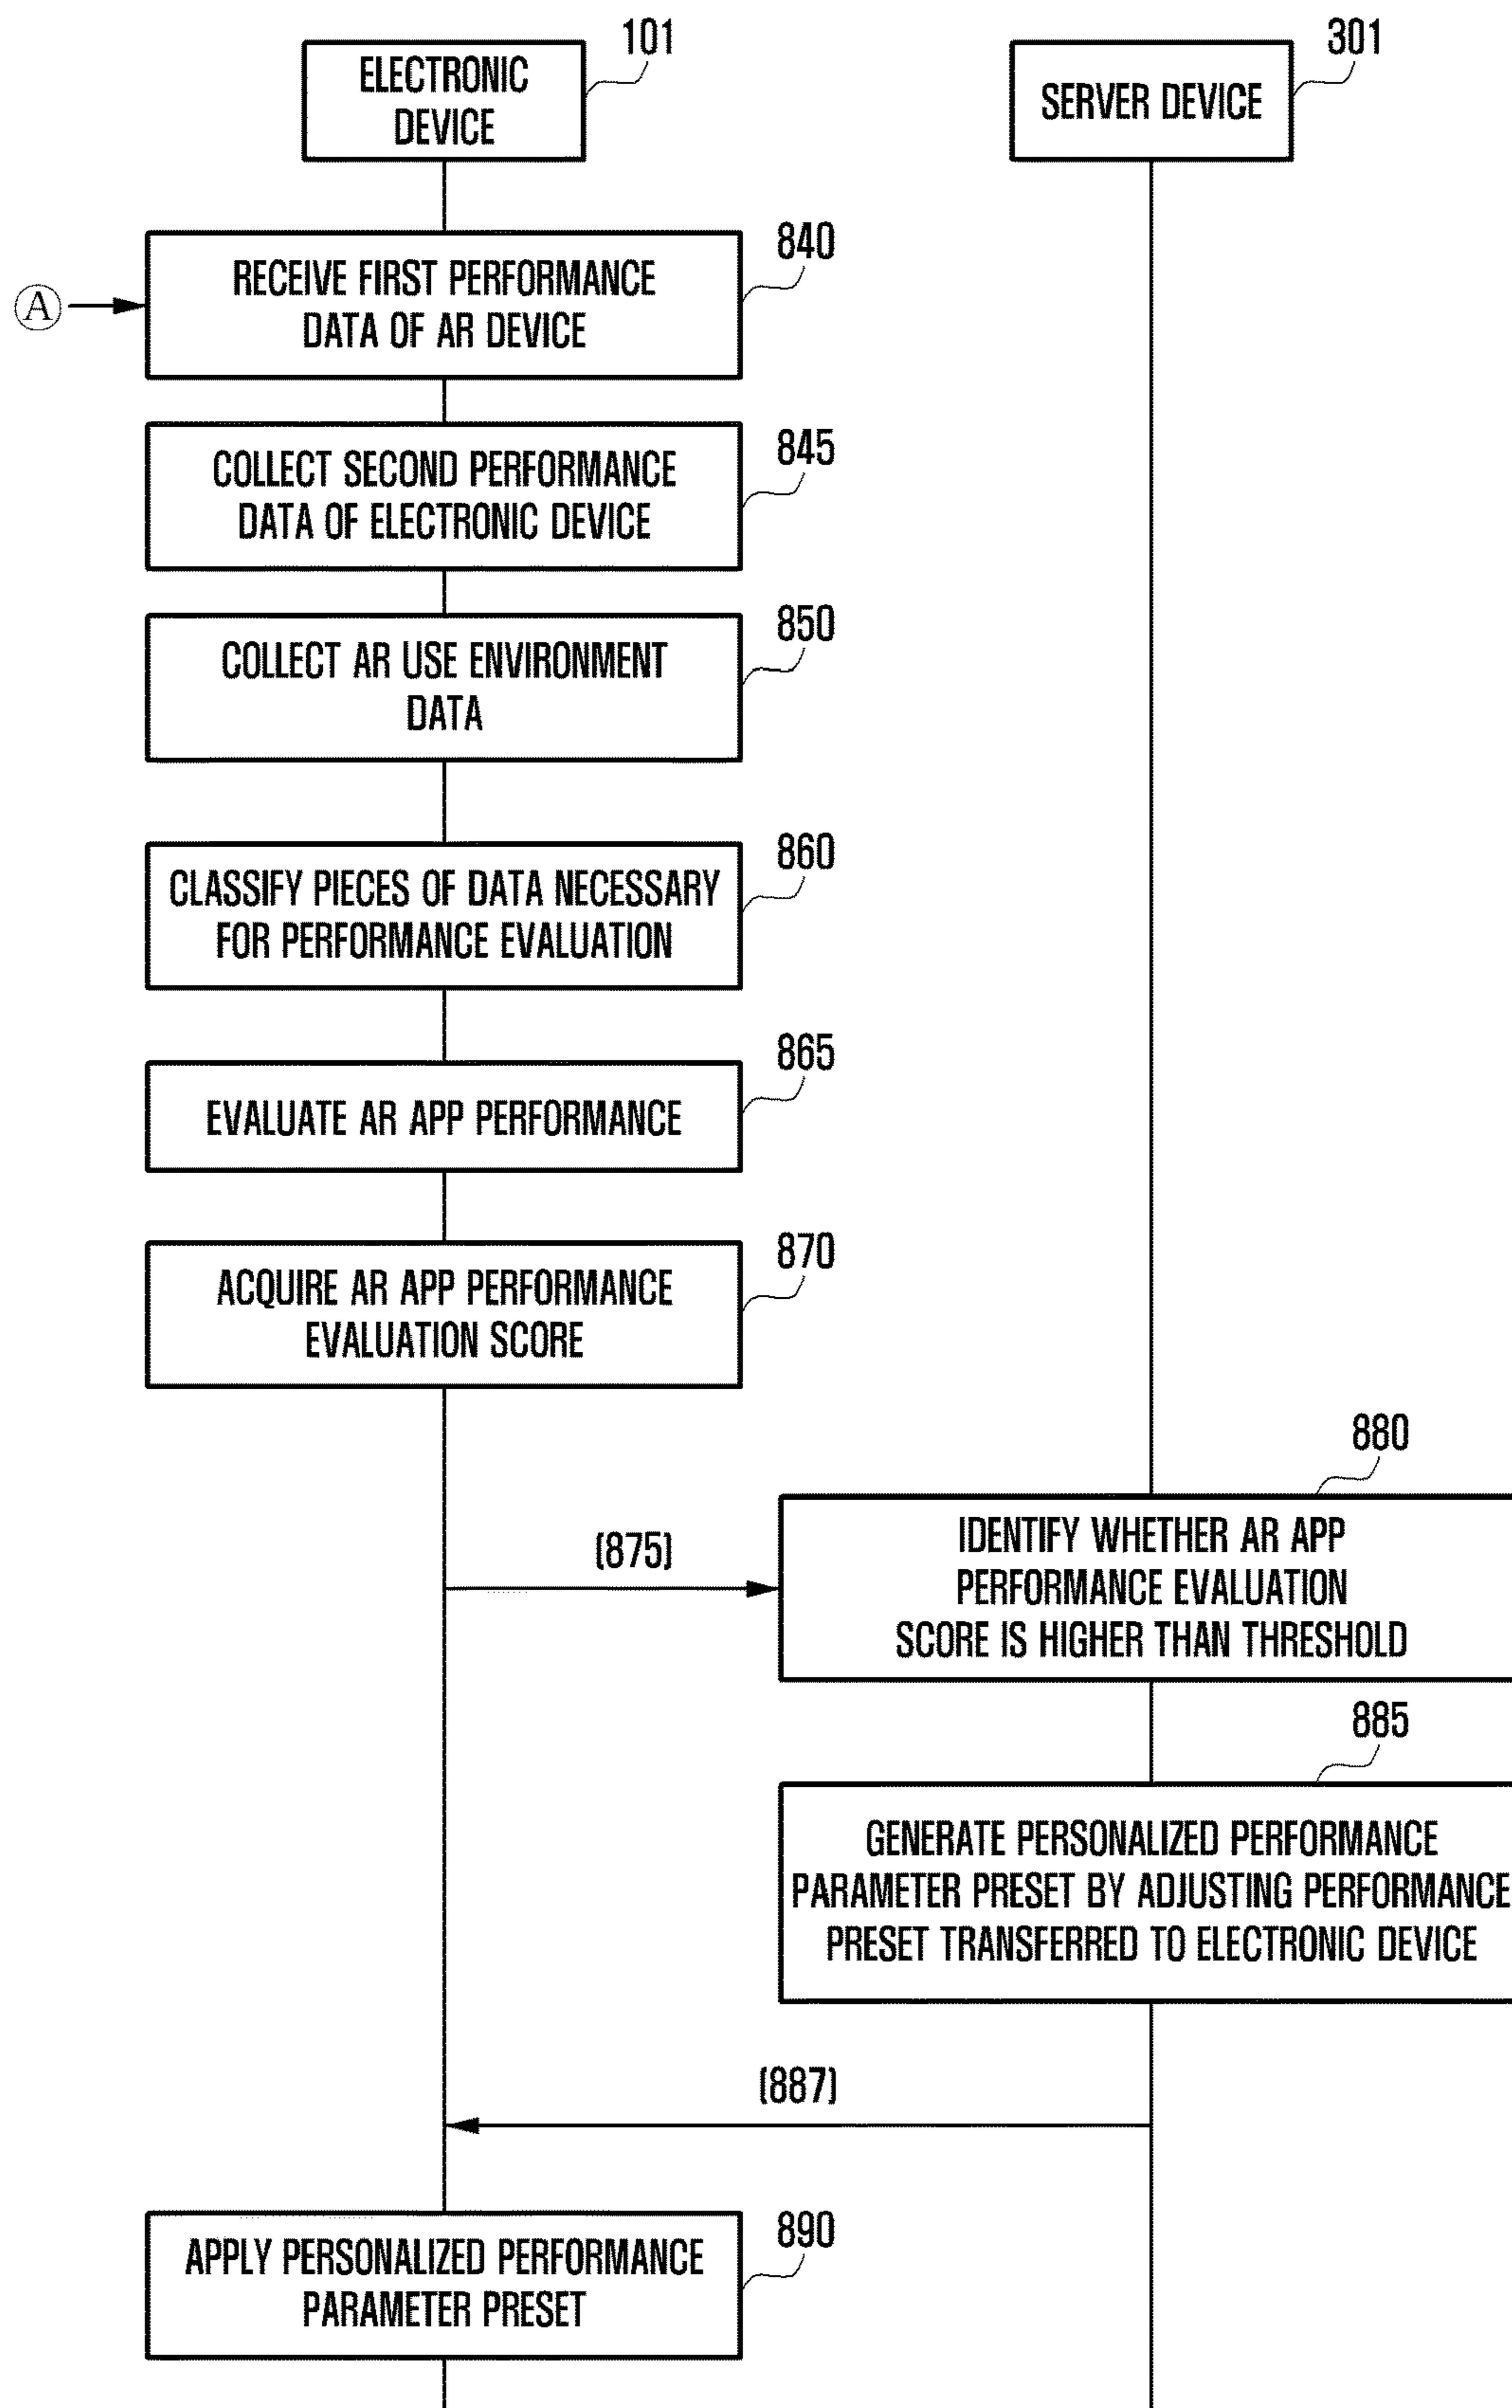 101
ELECTRONIC
DEVICE
301
SERVER DEVICE
840
A
RECEIVE FIRST PERFORMANCE
DATA OF AR DEVICE
845
COLLECT SECOND PERFORMANCE
DATA OF ELECTRONIC DEVICE
850
COLLECT AR USE ENVIRONMENT
DATA
860
CLASSIFY PIECES OF DATA NECESSARY
FOR PERFORMANCE EVALUATION
865
EVALUATE AR APP PERFORMANCE
870
ACQUIRE AR APP PERFORMANCE
EVALUATION SCORE
880
(875)
IDENTIFY WHETHER AR APP
PERFORMANCE EVALUATION
SCORE IS HIGHER THAN THRESHOLD
885
GENERATE PERSONALIZED PERFORMANCE
PARAMETER PRESET BY ADJUSTING PERFORMANCE
PRESET TRANSFERRED TO ELECTRONIC DEVICE
(887)
890
APPLY PERSONALIZED PERFORMANCE
PARAMETER PRESET